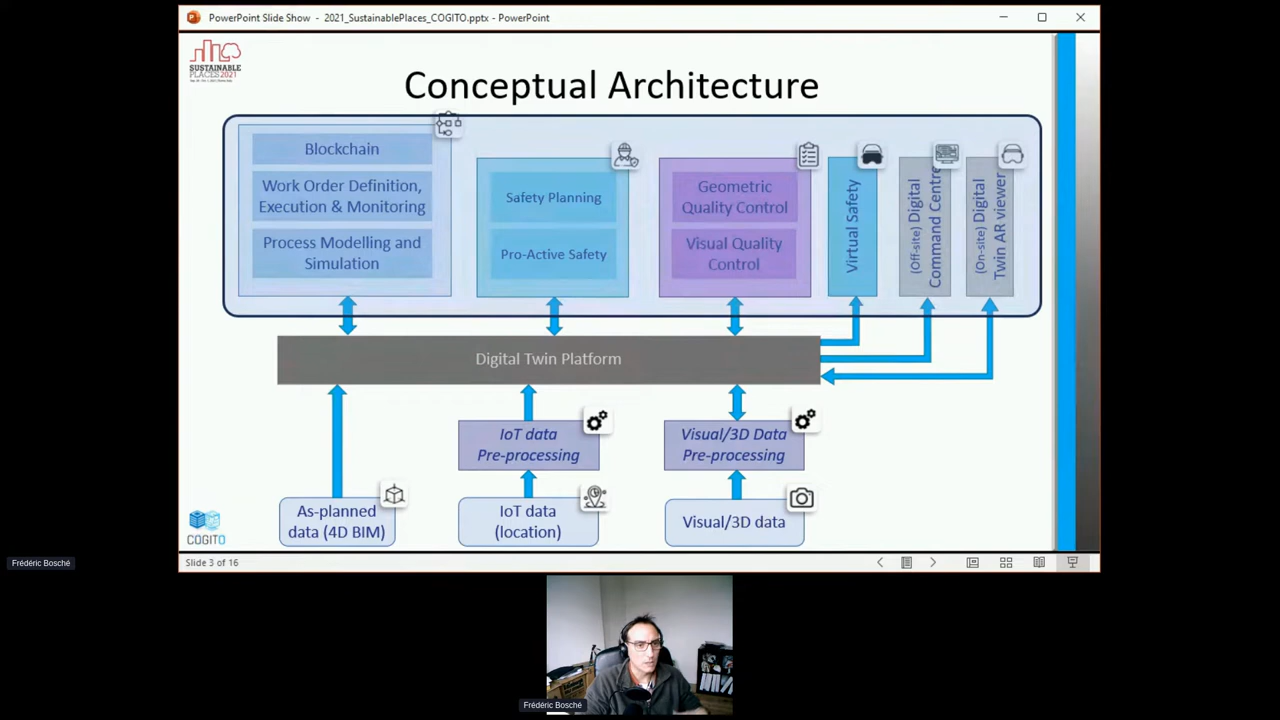 PowerPoint Slide Show - 2021_SustainablePlaces_COGITO.pptx - PowerPoint
SUSTAINABLE
PLACES 2021
Conceptual Architecture
Blockchain
Work Order Definition,
Execution & Monitoring
Process Modelling and
Simulation
Safety Planning
Pro-Active Safety
Geometric
Quality Control
Visual Quality
Control
Virtual Safety
(Off-site) Digital
Command Centre
(On-site) Digital
Twin AR viewer
Digital Twin Platform
IoT data
Pre-processing
Visual/3D Data
Pre-processing
As-planned
data (4D BIM)
IoT data
(location)
Visual/3D data
COGITO
Slide 3 of 16
Frédéric Bosché
Frédéric Bosché